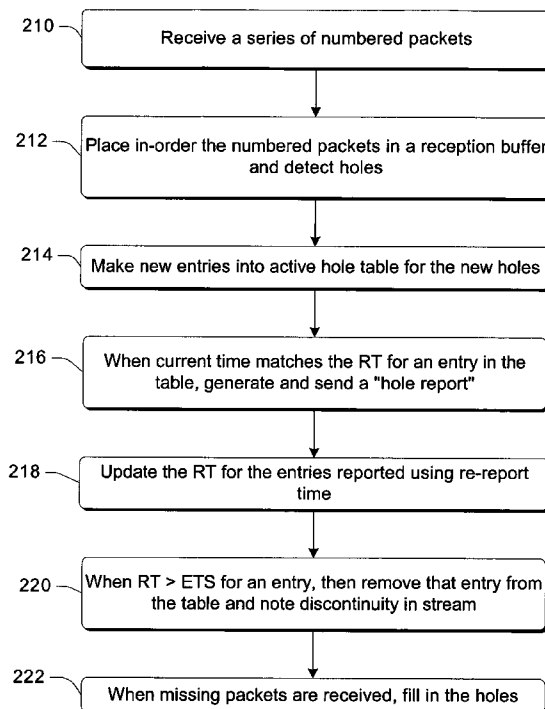 210
Receive a series of numbered packets
212
Place in-order the numbered packets in a reception buffer
and detect holes
214
Make new entries into active hole table for the new holes
216
When current time matches the RT for an entry in the
table, generate and send a "hole report"
218
Update the RT for the entries reported using re-report
time
220
When RT > ETS for an entry, then remove that entry from
the table and note discontinuity in stream
222
When missing packets are received, fill in the holes